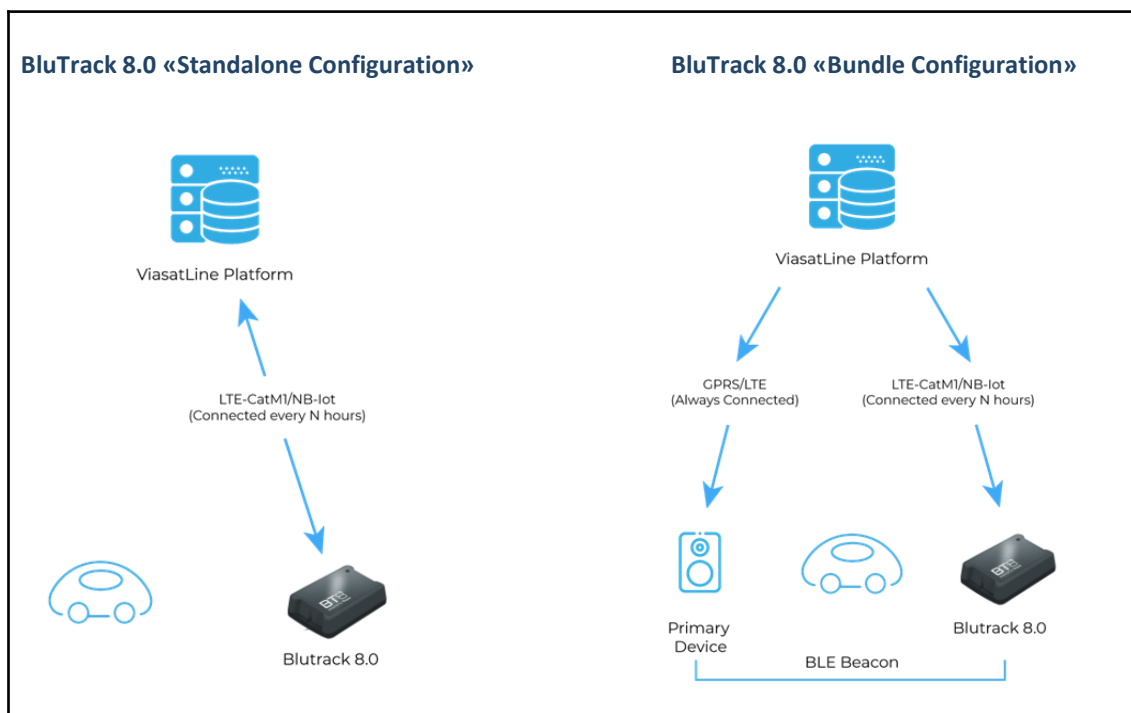 BluTrack 8.0 «Standalone Configuration»
ViasatLine Platform
LTE-CatM1/NB-Iot
(Connected every N hours)
BT8
Blutrack 8.0
BluTrack 8.0 «Bundle Configuration»
ViasatLine Platform
GPRS/LTE
(Always Connected)
LTE-CatM1/NB-Iot
(Connected every N hours)
BT8
Primary
Device
Blutrack 8.0
BLE Beacon